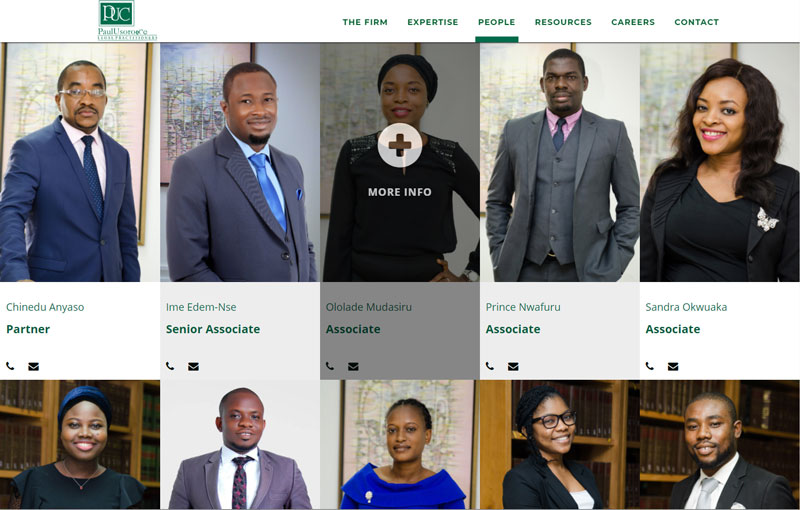 PUC
PaulUsoro&Co
LEGAL PRACTITIONERS
THE FIRM
EXPERTISE
PEOPLE
RESOURCES
CAREERS
CONTACT
MORE INFO
Chinedu Anyaso
Partner
Ime Edem-Nse
Senior Associate
Ololade Mudasiru
Associate
Prince Nwafuru
Associate
Sandra Okwuaka
Associate